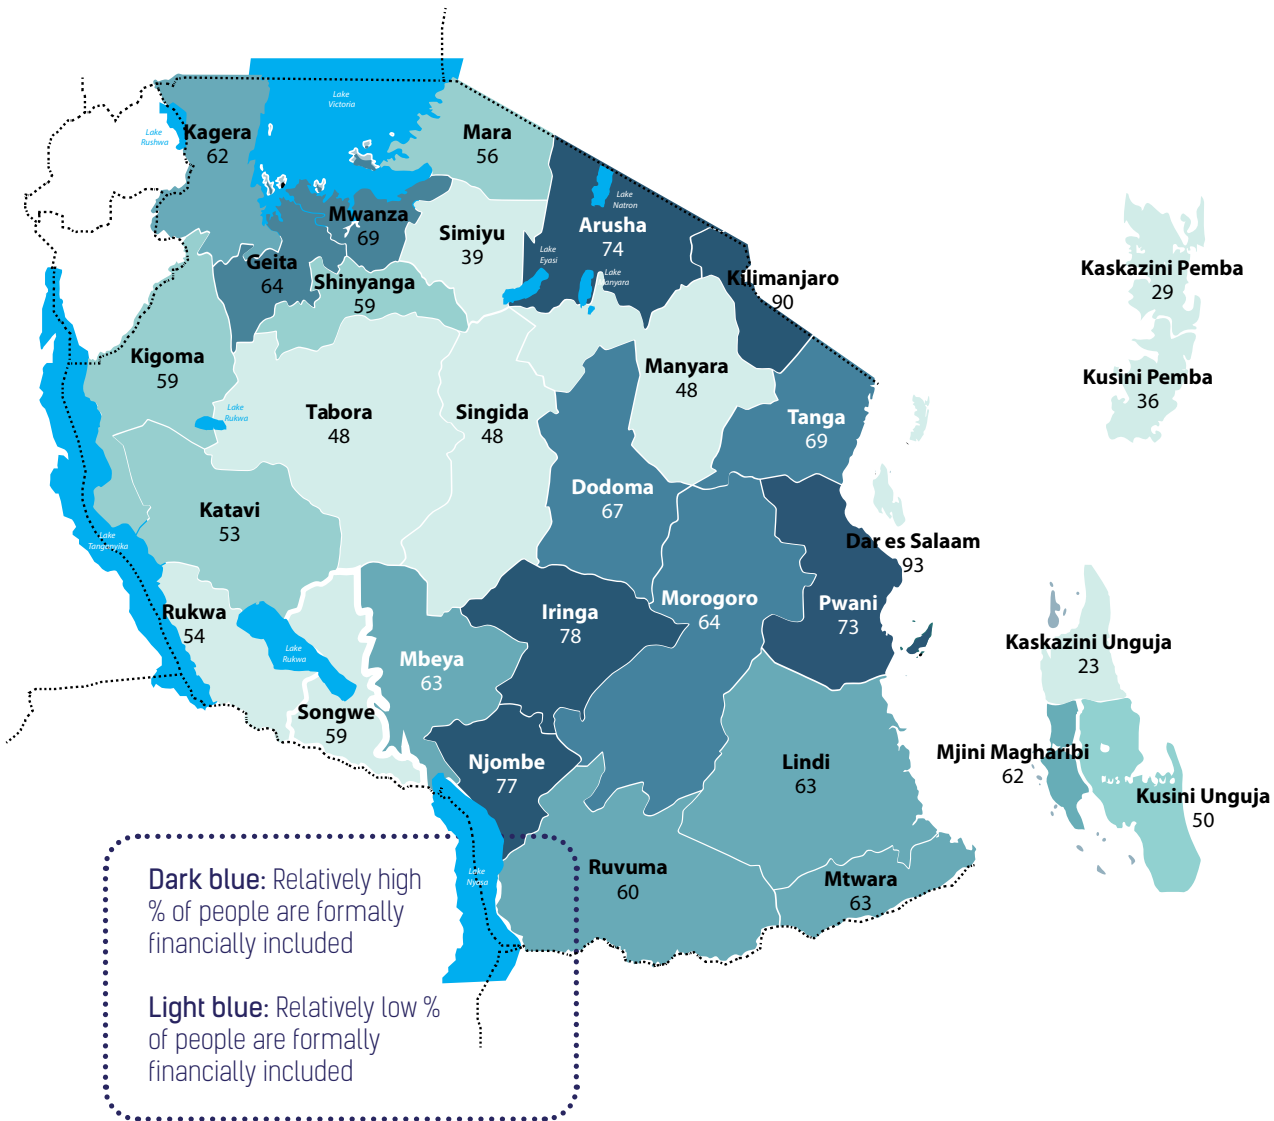 Lake
Victoria
Lake
Rushwa
Kagera
62
Mara
56
Mwanza
69
Simiyu
39
Lake
Natron
Arusha
74
Lake
Eyasi
Lake
anyara
Geita
64
Shinyanga
59
Kilimanjaro
90
Kaskazini Pemba
29
Kigoma
59
Manyara
48
Kusini Pemba
36
Lake
Rukwa
Tabora
48
Singida
48
Tanga
69
Dodoma
67
Katavi
53
Lake
Tanganyika
Dar es Salaam
93
Rukwa
54
Iringa
78
Morogoro
64
Pwani
73
Lake
Rukwa
Mbeya
63
Kaskazini Unguja
23
Songwe
59
Njombe
77
Lindi
63
Mjini Magharibi
62
Kusini Unguja
50
Ruvuma
60
Mtwara
63
Lake
Nyasa
Dark blue: Relatively high
% of people are formally
financially included
Light blue: Relatively low %
of people are formally
financially included